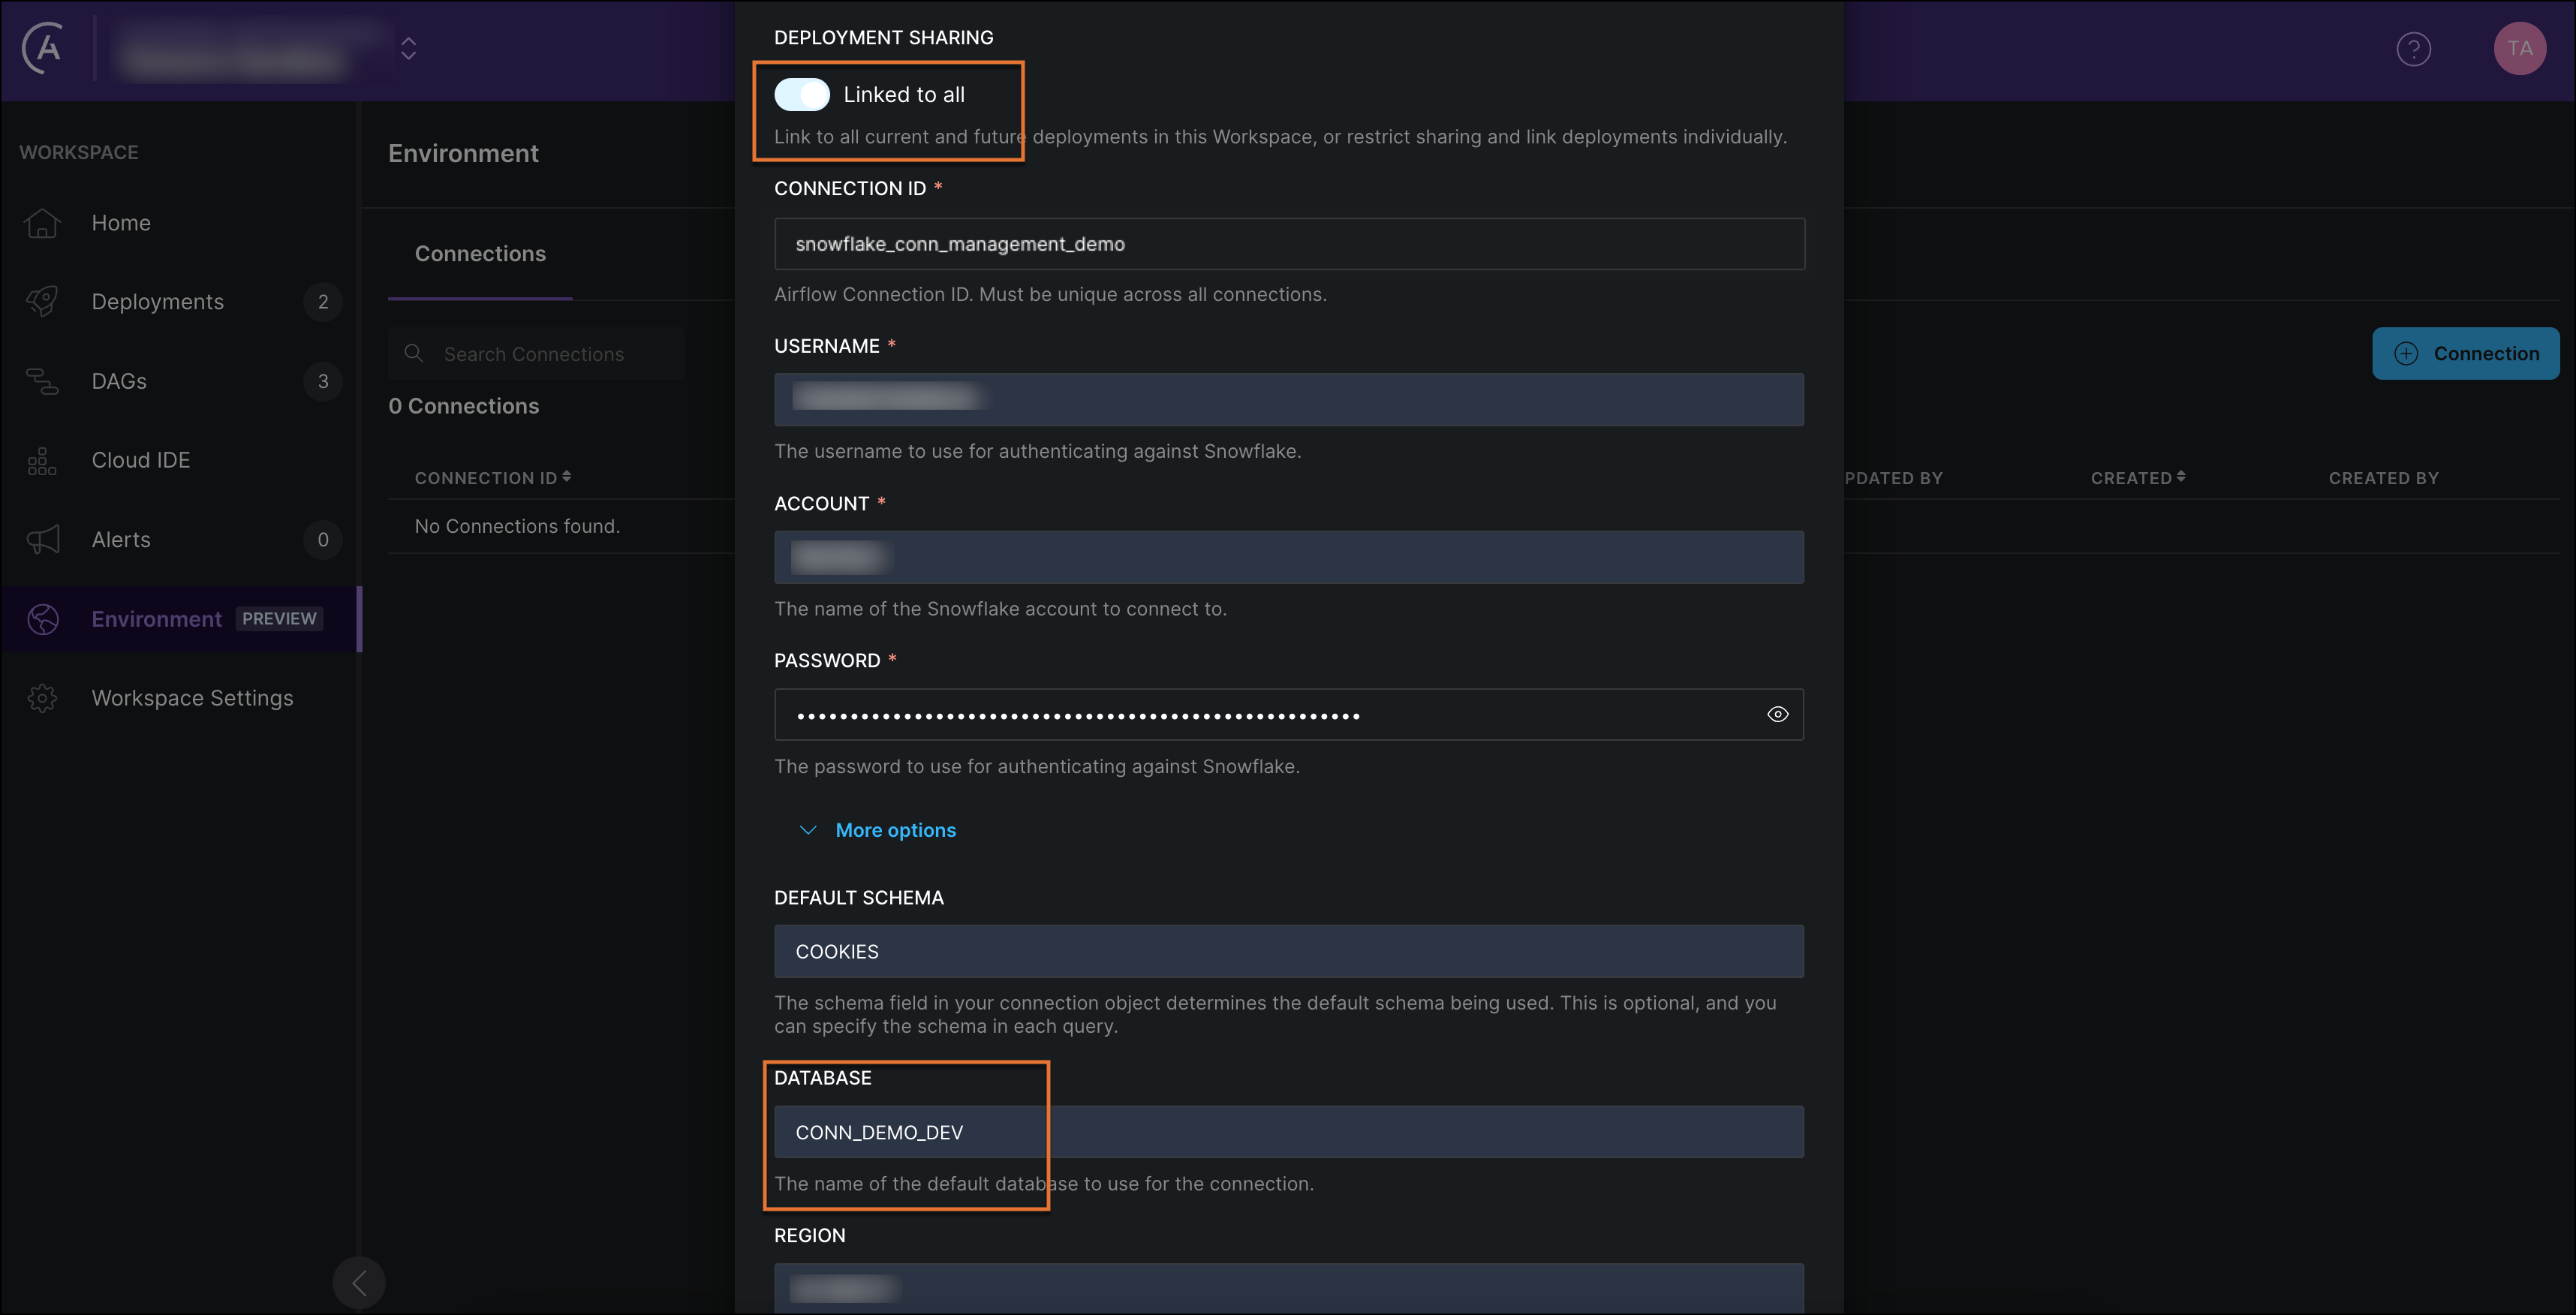 TA
WORKSPACE
Home
Deployments 2
DAGs 3
Cloud IDE
Alerts 0
Environment PREVIEW
Workspace Settings
Environment
Connections
Search Connections
0 Connections
CONNECTION ID
No Connections found.
DEPLOYMENT SHARING
Linked to all
Link to all current and future deployments in this Workspace, or restrict sharing and link deployments individually.
CONNECTION ID *
snowflake_conn_management_demo
Airflow Connection ID. Must be unique across all connections.
USERNAME *
The username to use for authenticating against Snowflake.
ACCOUNT *
The name of the Snowflake account to connect to.
PASSWORD *
The password to use for authenticating against Snowflake.
More options
DEFAULT SCHEMA
COOKIES
The schema field in your connection object determines the default schema being used. This is optional, and you
can specify the schema in each query.
DATABASE
CONN_DEMO_DEV
The name of the default database to use for the connection.
REGION
Connection
PDATED BY CREATED CREATED BY